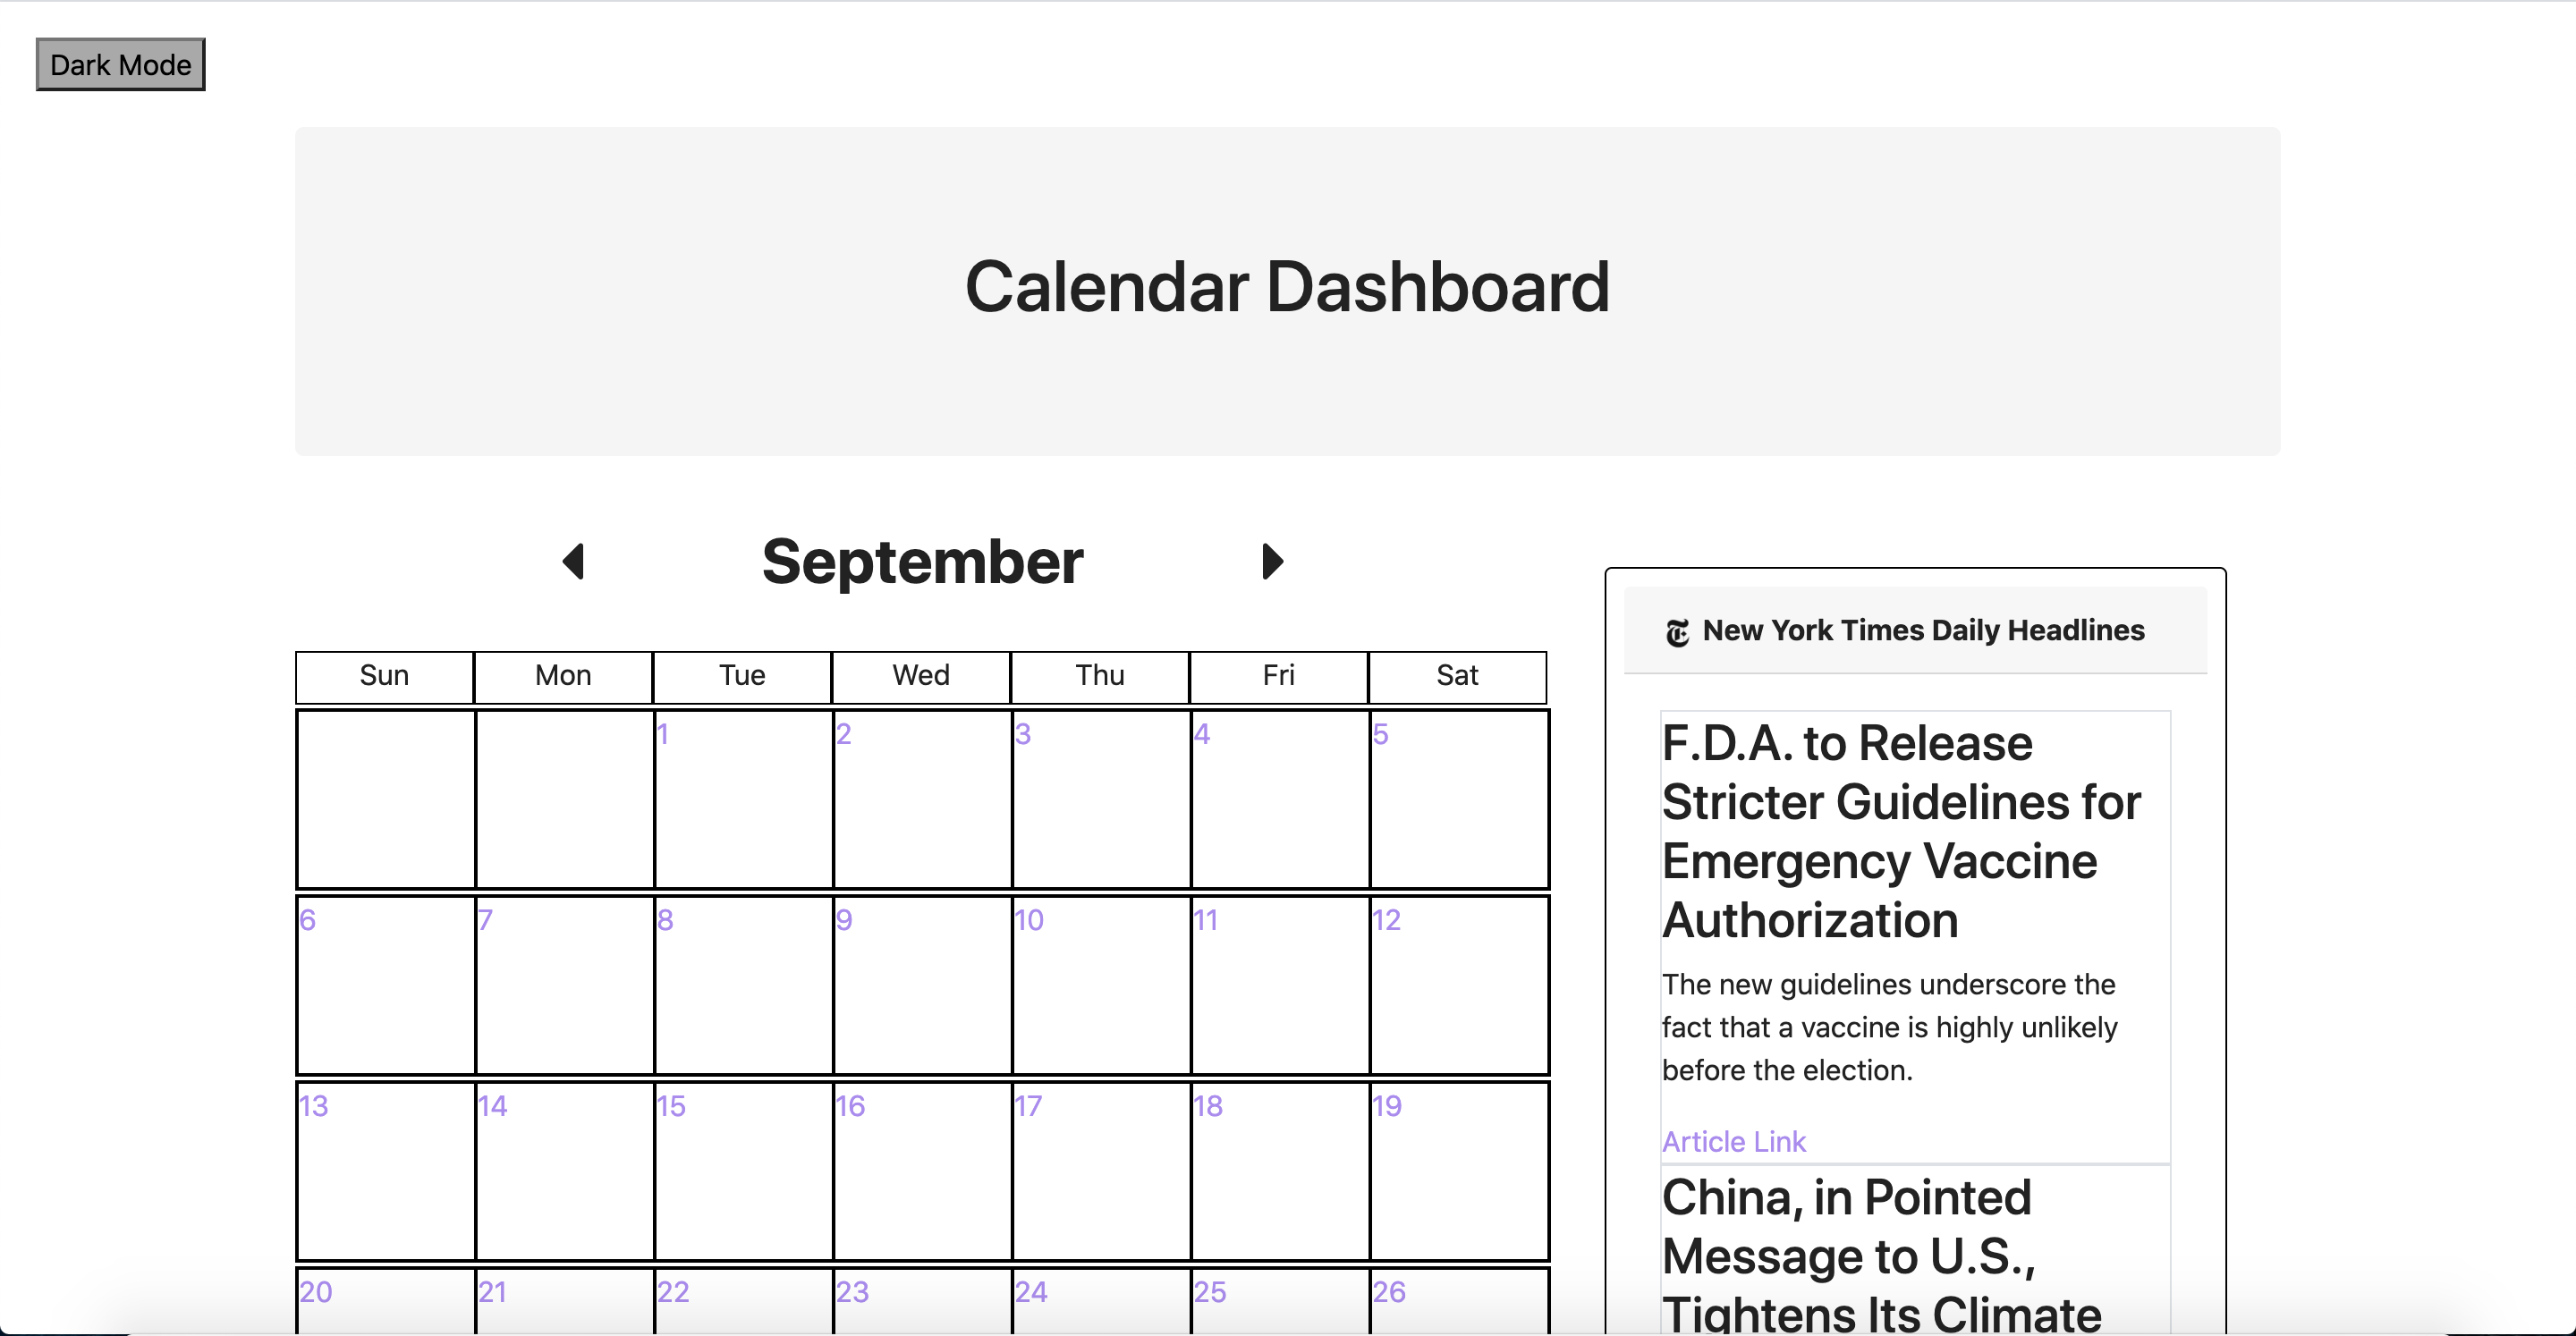 Dark Mode
Calendar Dashboard
September
Sun Mon Tue Wed Thu Fri Sat
1 2 3 4 5
6 7 8 9 10 11 12
13 14 15 16 17 18 19
20 21 22 23 24 25 26
New York Times Daily Headlines
F.D.A. to Release
Stricter Guidelines for
Emergency Vaccine
Authorization
The new guidelines underscore the
fact that a vaccine is highly unlikely
before the election.
Article Link
China, in Pointed
Message to U.S.,
Tightens Its Climate